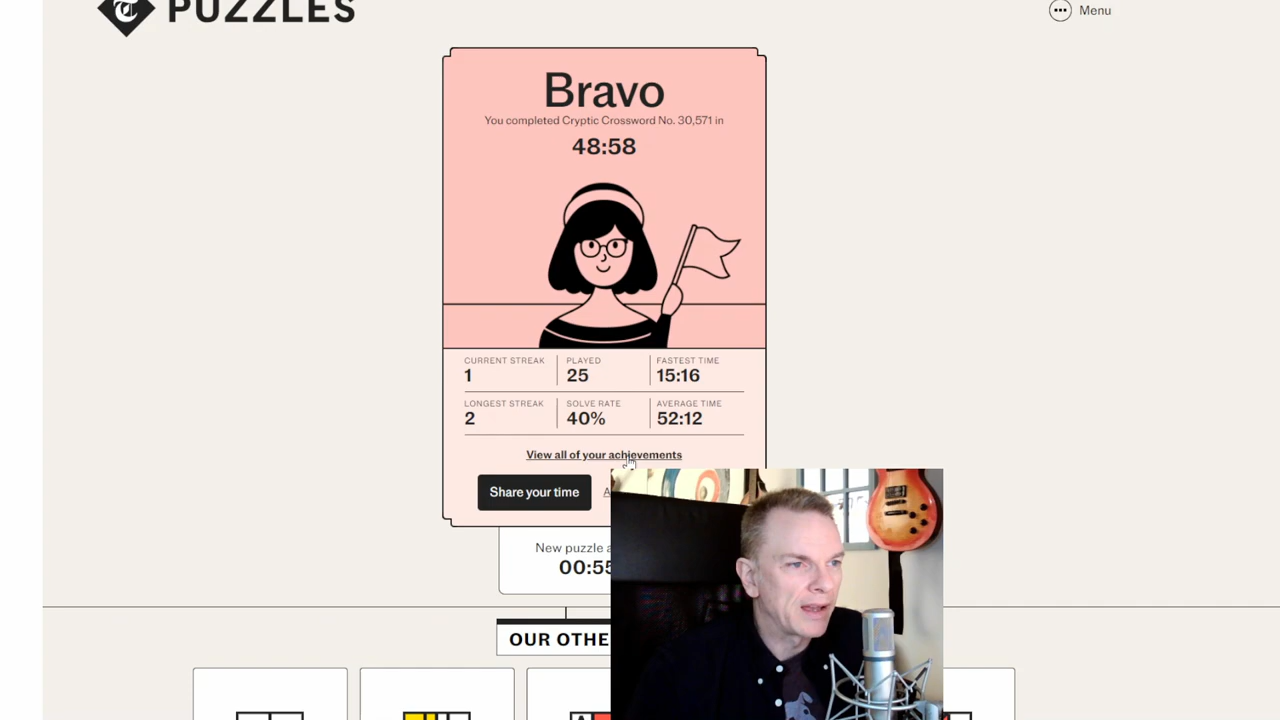 PUZZLES
Menu
Bravo
You completed Cryptic Crossword No. 30,571 in
48:58
CURRENT STREAK
1
PLAYED
25
FASTEST TIME
15:16
LONGEST STREAK
2
SOLVE RATE
40%
AVERAGE TIME
52:12
View all of your achievements
Share your time
New puzzle
00:55
OUR OTHE